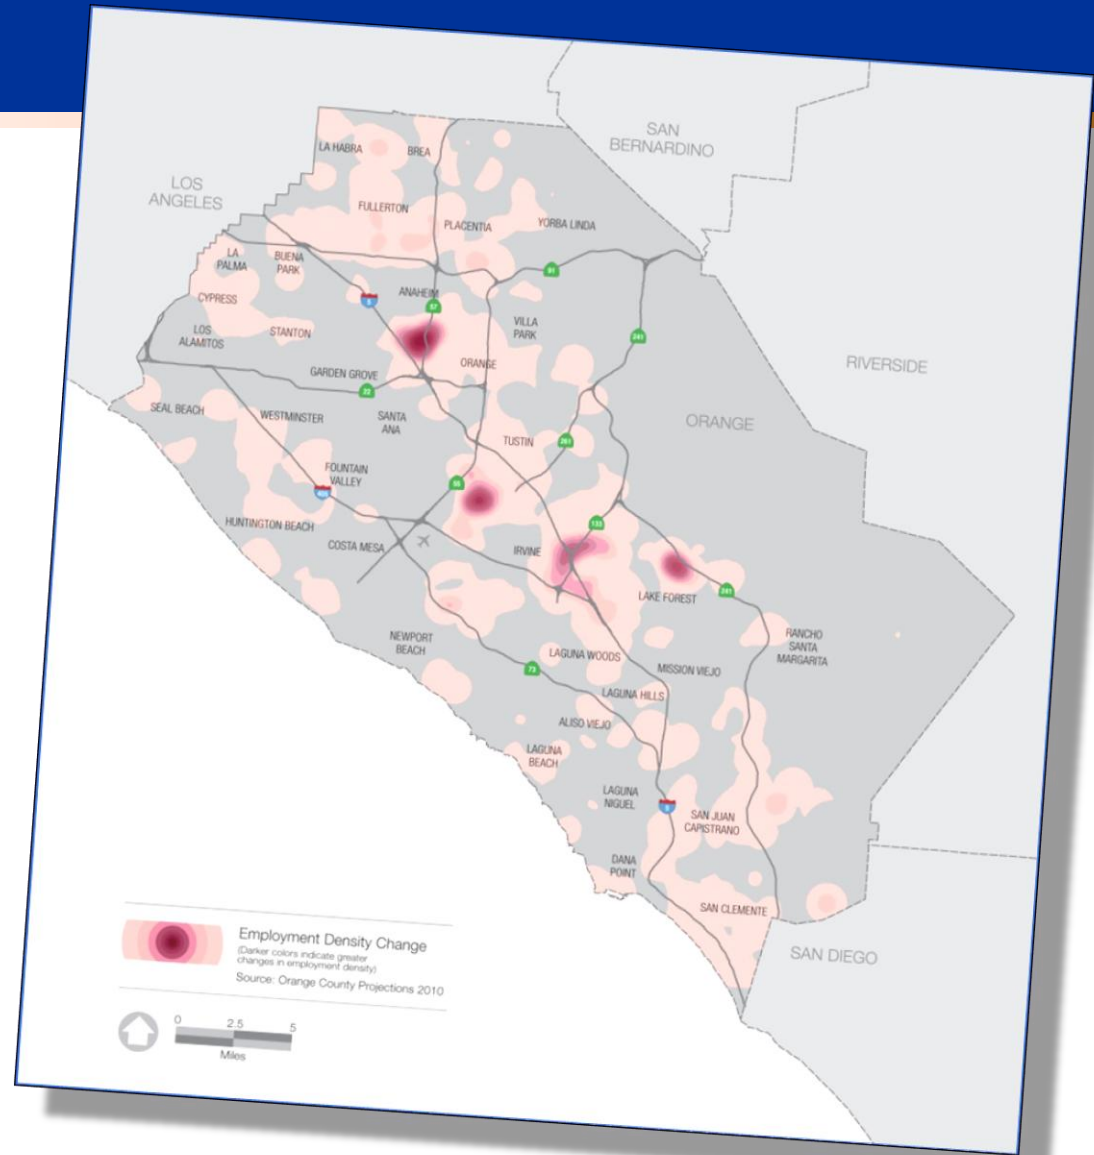 SAN
BERNARDINO
LOS
ANGELES
LA HABRA
BREA
FULLERTON
PLACENTIA
YORBA LINDA
LA
PALMA
BUENA
PARK
91
CYPRESS
5
ANAHEIM
57
VILLA
PARK
241
LOS
ALAMITOS
STANTON
ORANGE
RIVERSIDE
GARDEN GROVE
22
SEAL BEACH
WESTMINSTER
SANTA
ANA
ORANGE
TUSTIN
261
FOUNTAIN
VALLEY
405
55
HUNTINGTON BEACH
COSTA MESA
IRVINE
133
LAKE FOREST
241
NEWPORT
BEACH
LAGUNA WOODS
RANCHO
SANTA
MARGARITA
73
MISSION VIEJO
LAGUNA HILLS
ALISO VIEJO
LAGUNA
BEACH
LAGUNA
NIGUEL
5
SAN JUAN
CAPISTRANO
DANA
POINT
SAN CLEMENTE
SAN DIEGO
Employment Density Change
(Darker colors indicate greater
changes in employment density)
Source: Orange County Projections 2010
0 2.5 5
Miles